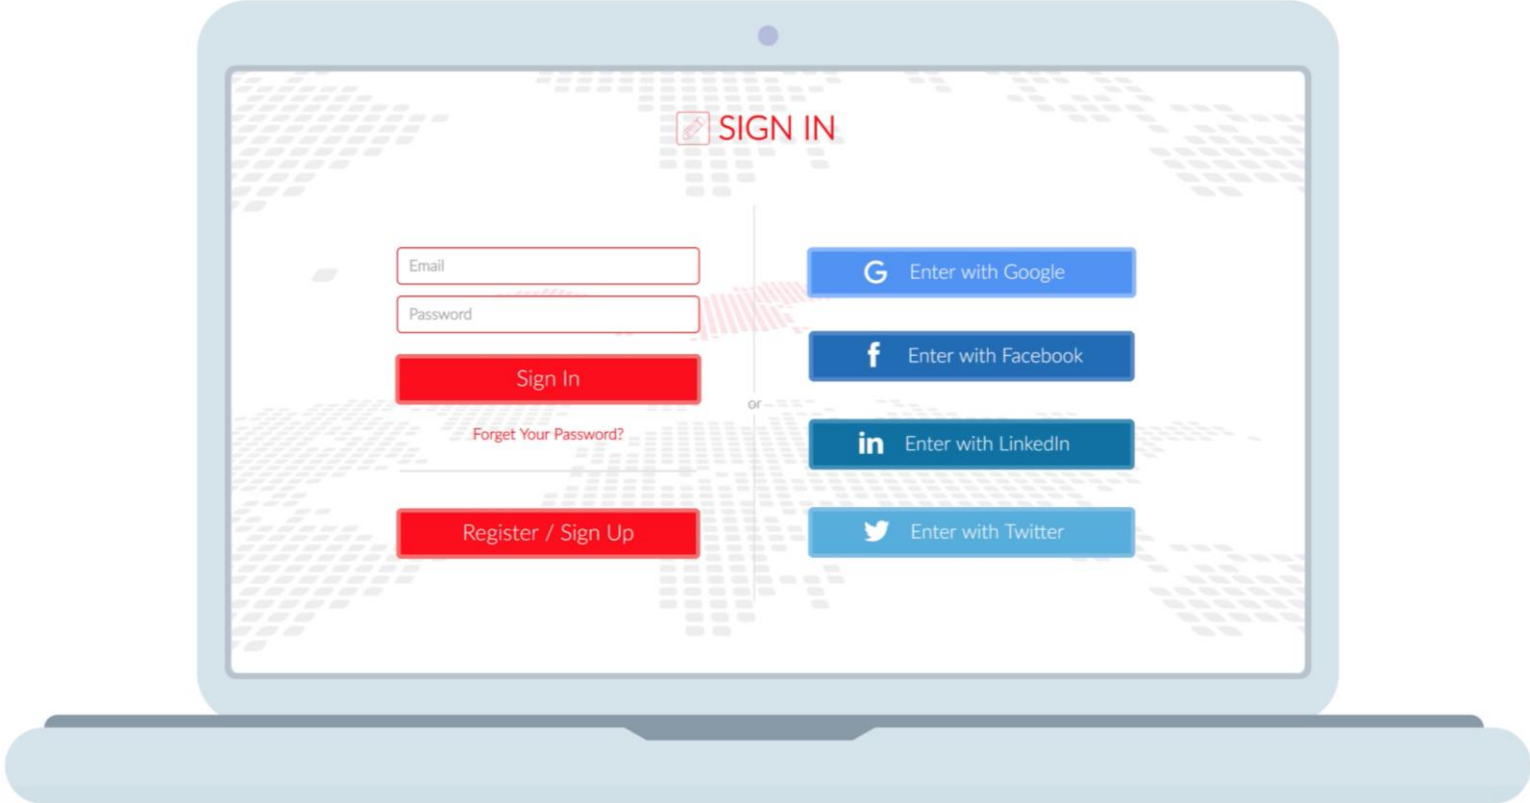 SIGN IN
Email
Password
Sign In
Forget Your Password?
Register / Sign Up
or
G Enter with Google
f Enter with Facebook
in Enter with LinkedIn
Enter with Twitter